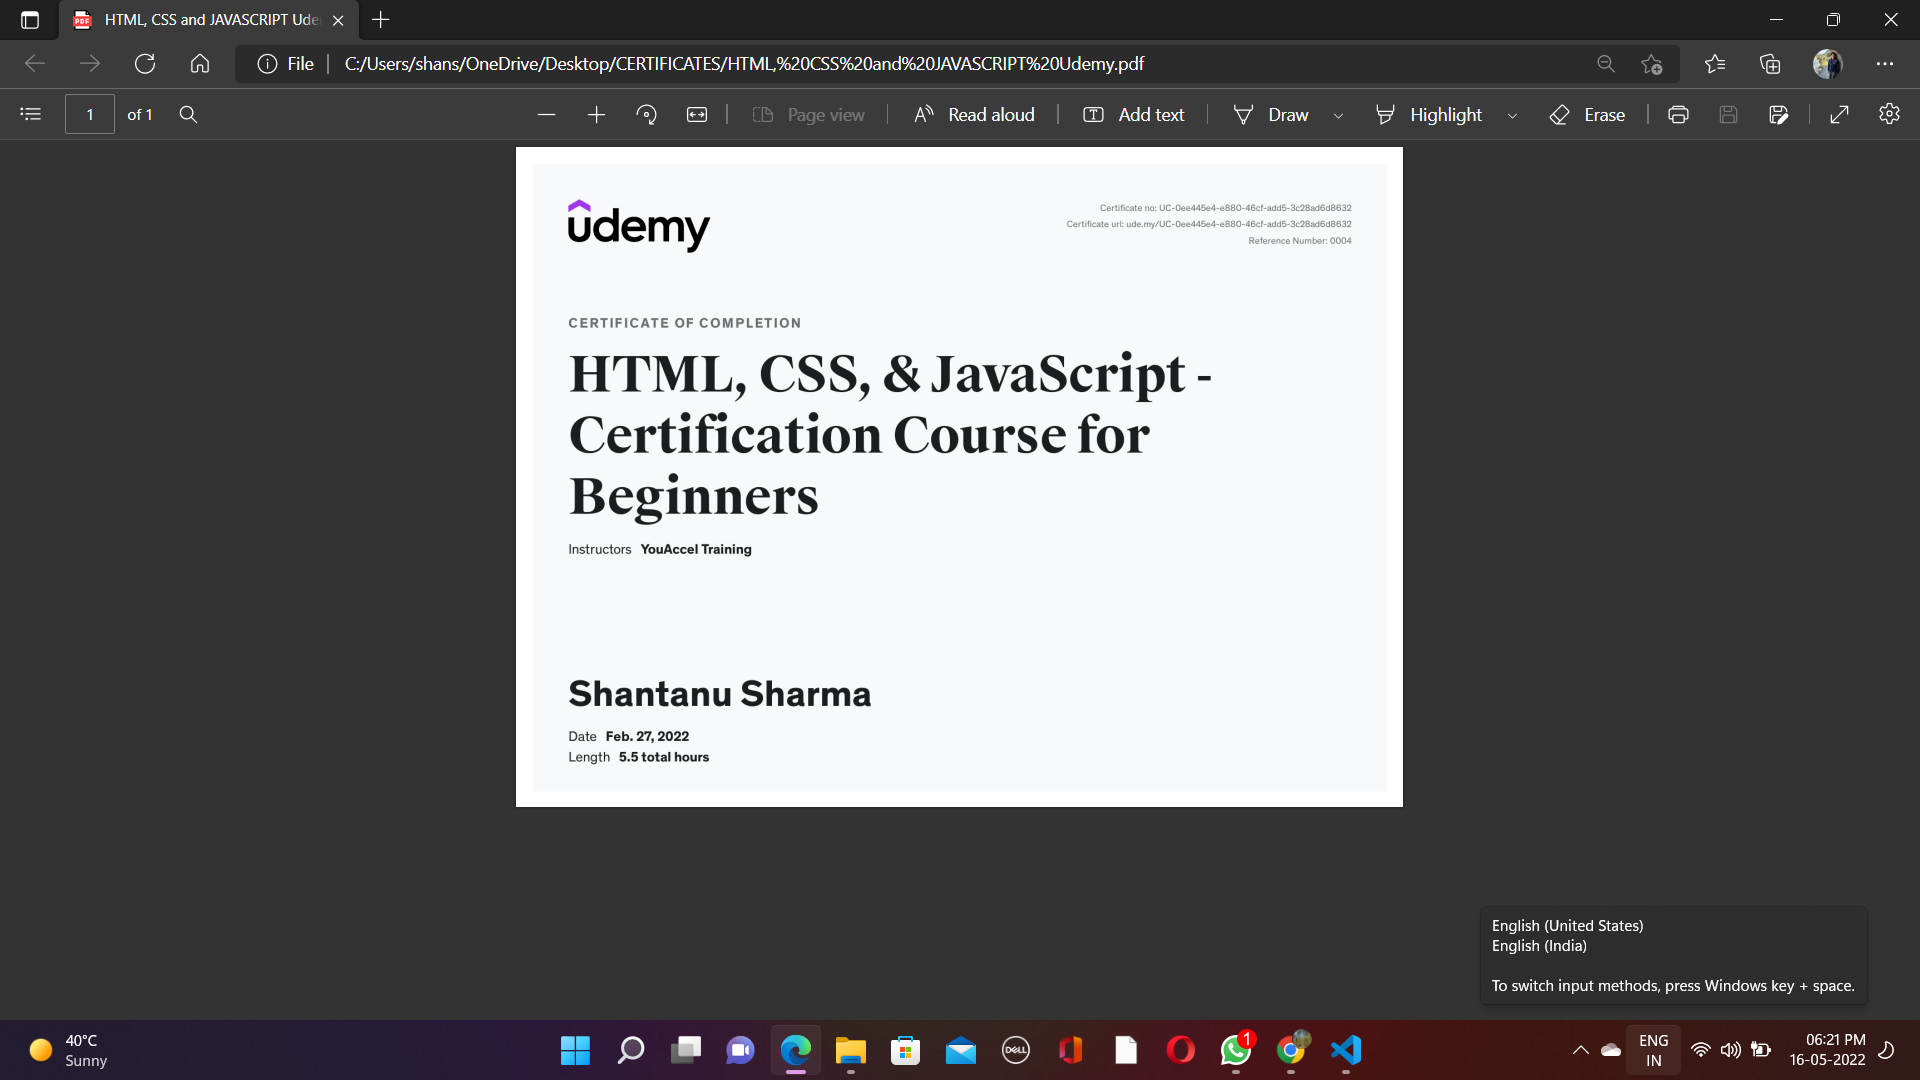 HTML, CSS and JAVASCRIPT Ude
File
C:/Users/shans/OneDrive/Desktop/CERTIFICATES/HTML,%20CSS%20and%20JAVASCRIPT%20Udemy.pdf
1 of 1
Page view
Read aloud
Add text
Draw
Highlight
Erase
udemy
Certificate no: UC-0ee445e4-e880-46cf-add5-3c28ad6d8632
Certificate url: ude.my/UC-0ee445e4-e880-46cf-add5-3c28ad6d8632
Reference Number: 0004
CERTIFICATE OF COMPLETION
HTML, CSS, & JavaScript -
Certification Course for
Beginners
Instructors YouAccel Training
Shantanu Sharma
Date Feb. 27, 2022
Length 5.5 total hours
English (United States)
English (India)
To switch input methods, press Windows key + space.
40°C
Sunny
DELL
1
ENG
IN
06:21 PM
16-05-2022